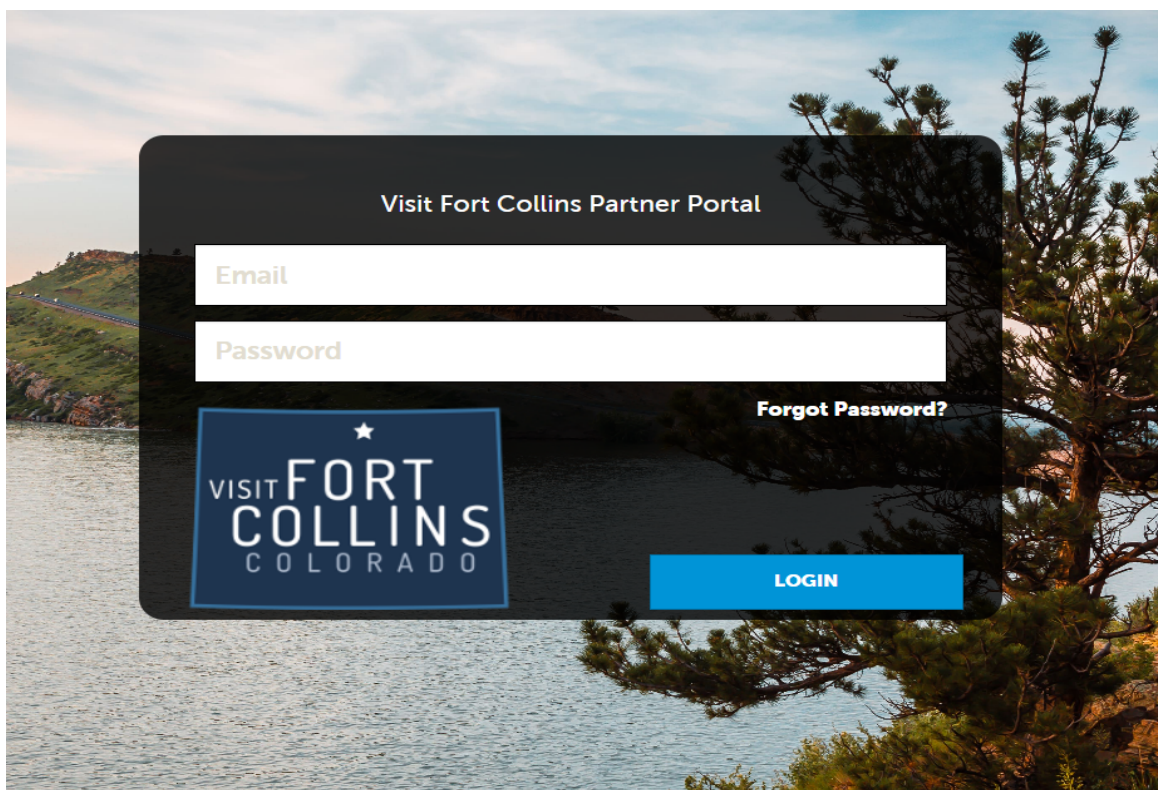 Visit Fort Collins Partner Portal
Email
Password
Forgot Password?
VISIT FORT
COLLINS
COLORADO
LOGIN